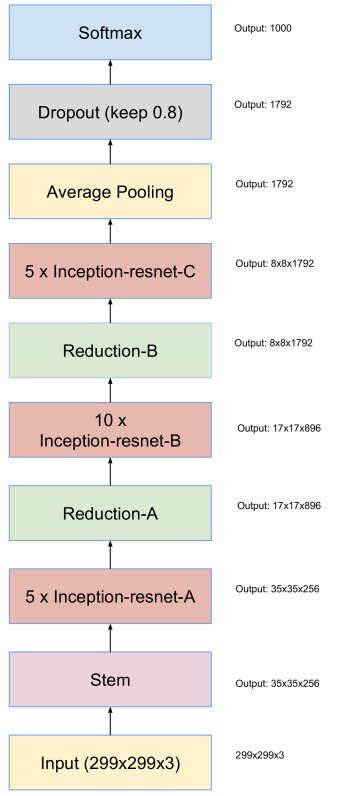 Softmax
Output: 1000
Dropout (keep 0.8)
Output: 1792
Average Pooling
Output: 1792
5 x Inception-resnet-C
Output: 8x8x1792
Reduction-B
Output: 8x8x1792
10 x
Inception-resnet-B
Output: 17x17x896
Reduction-A
Output: 17x17x896
5 x Inception-resnet-A
Output: 35x35x256
Stem
Output: 35x35x256
Input (299x299x3)
299x299x3